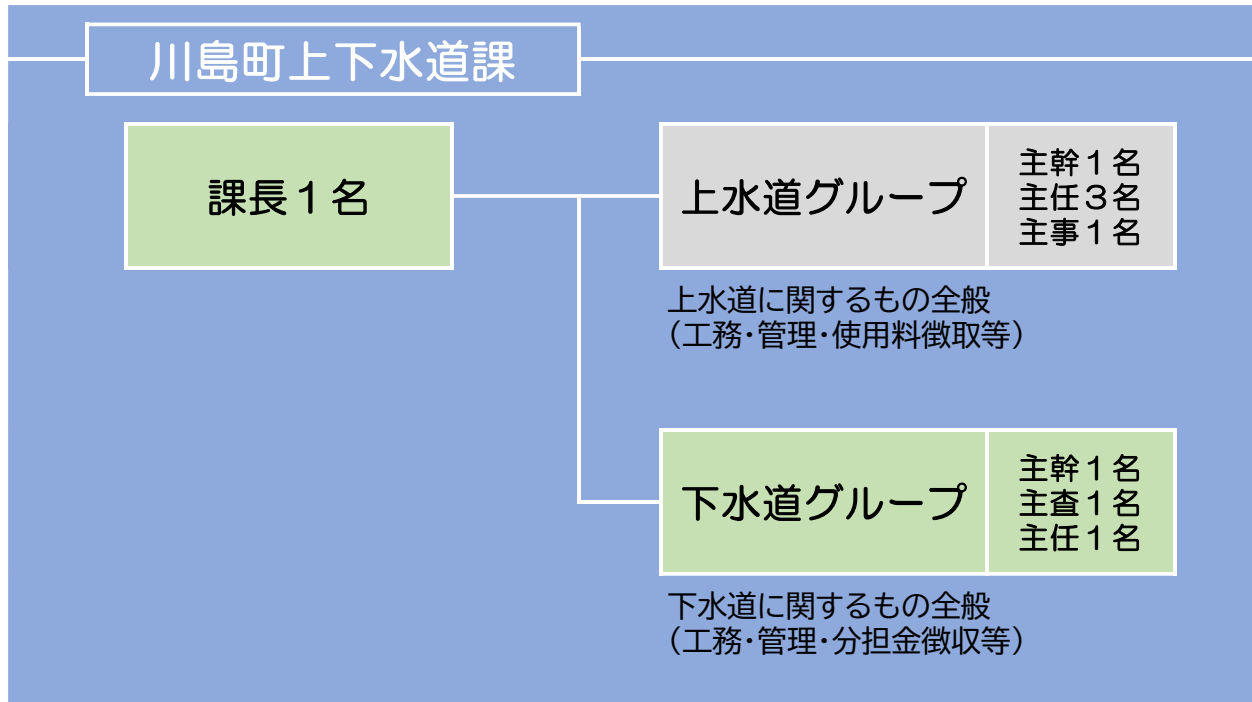 川島町上下水道課
課長１名
上水道グループ
主幹１名
主任３名
主事１名
上水道に関するもの全般
（工務・管理・使用料徴取等）
下水道グループ
主幹１名
主査１名
主任１名
下水道に関するもの全般
（工務・管理・分担金徴収等）